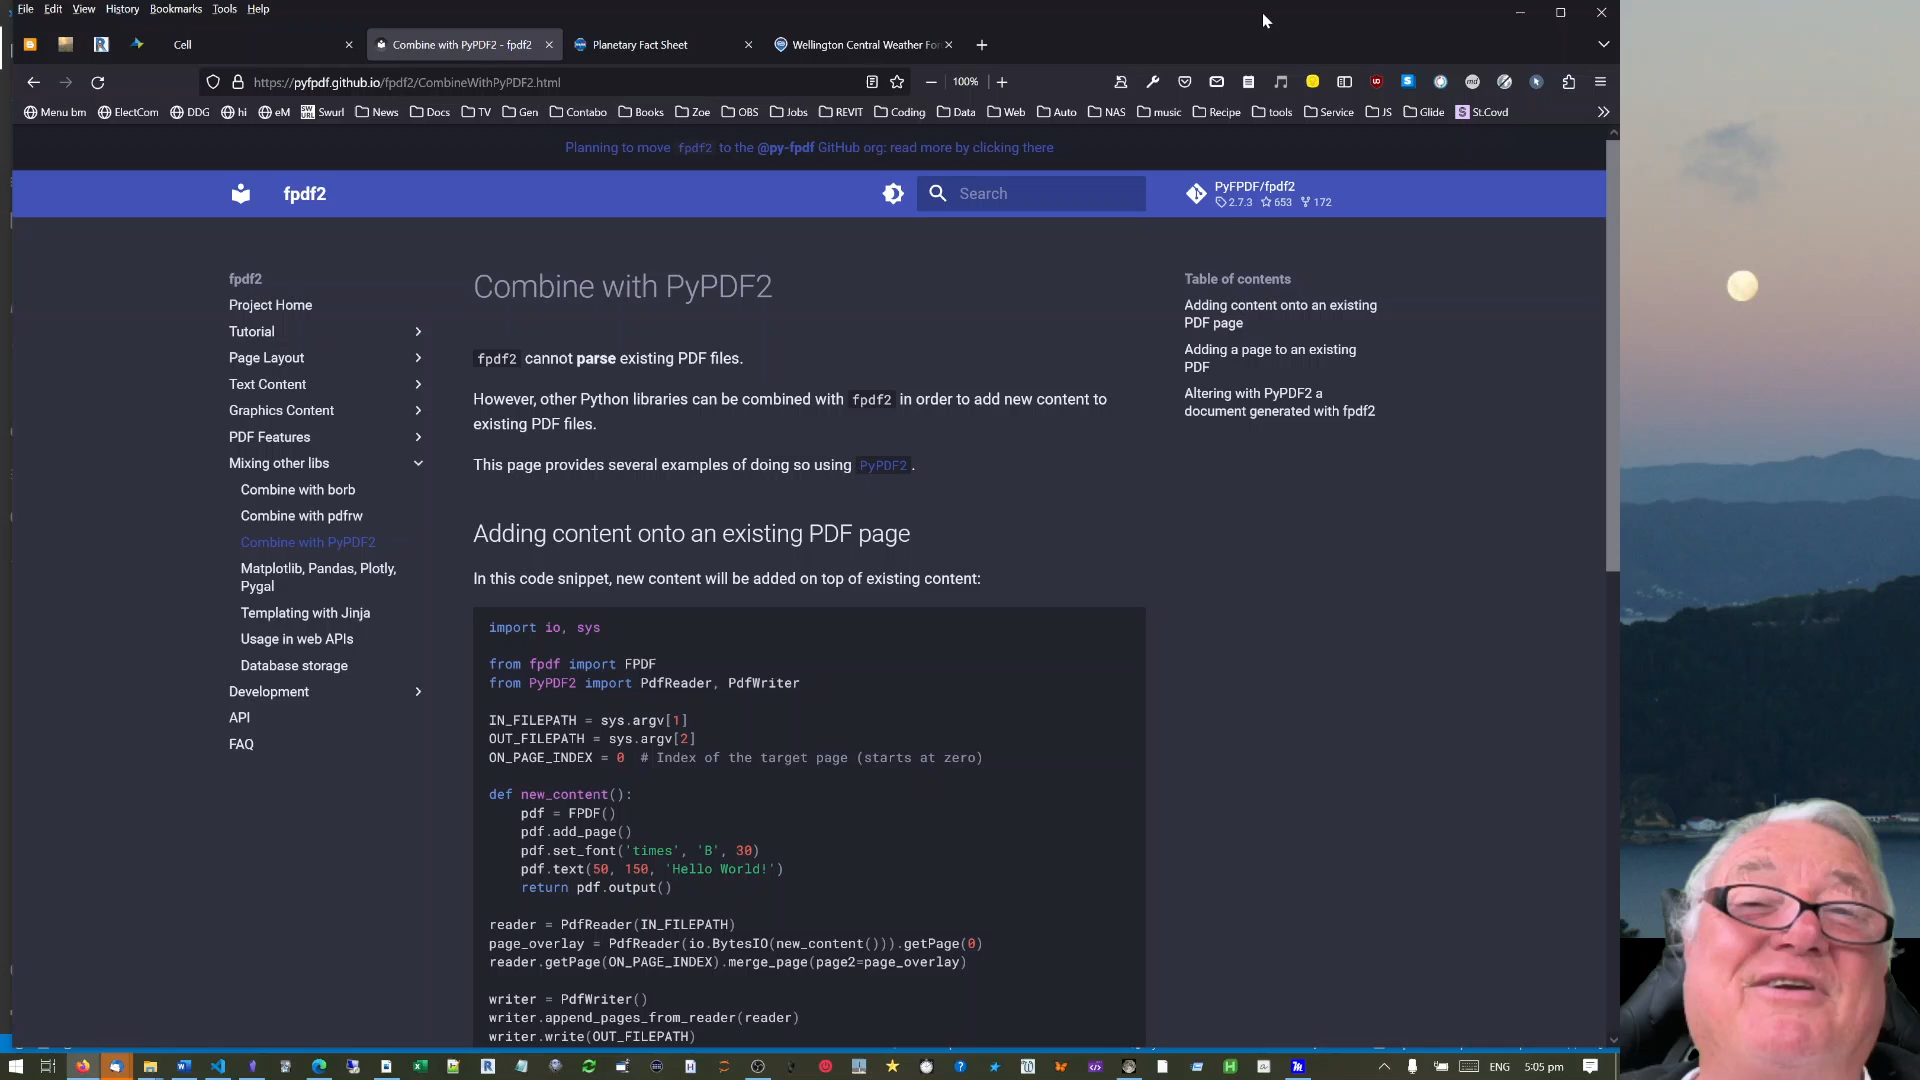 File Edit View History Bookmarks Tools Help
Cell
Combine with PyPDF2 - fpdf2
Planetary Fact Sheet
Wellington Central Weather For
https://pyfpdf.github.io/fpdf2/CombineWithPyPDF2.html
100%
Menu bm ElectCom DDG hi eM Swurl News Docs TV Gen Contabo Books Zoe OBS Jobs REVIT Coding Data Web Auto NAS music Recipe tools Service JS Glide St.Covd
Planning to move fpdf2 to the @py-fpdf GitHub org: read more by clicking there
fpdf2
Search
PyFPDF/fpdf2
2.7.3 653 172
fpdf2
Project Home
Tutorial
Page Layout
Text Content
Graphics Content
PDF Features
Mixing other libs
Combine with borb
Combine with pdfrw
Combine with PyPDF2
Matplotlib, Pandas, Plotly,
Pygal
Templating with Jinja
Usage in web APIs
Database storage
Development
API
FAQ
Combine with PyPDF2
fpdf2 cannot parse existing PDF files.
However, other Python libraries can be combined with fpdf2 in order to add new content to
existing PDF files.
This page provides several examples of doing so using PyPDF2.
Adding content onto an existing PDF page
In this code snippet, new content will be added on top of existing content:
import io, sys
from fpdf import FPDF
from PyPDF2 import PdfReader, PdfWriter
IN_FILEPATH = sys.argv[1]
OUT_FILEPATH = sys.argv[2]
ON_PAGE_INDEX = 0 # Index of the target page (starts at zero)
def new_content():
pdf = FPDF()
pdf.add_page()
pdf.set_font('times', 'B', 30)
pdf.text(50, 150, 'Hello World!')
return pdf.output()
reader = PdfReader(IN_FILEPATH)
page_overlay = PdfReader(io.BytesIO(new_content())).getPage(0)
reader.getPage(ON_PAGE_INDEX).merge_page(page2=page_overlay)
writer = PdfWriter()
writer.append_pages_from_reader(reader)
writer.write(OUT_FILEPATH)
Table of contents
Adding content onto an existing
PDF page
Adding a page to an existing
PDF
Altering with PyPDF2 a
document generated with fpdf2
ENG 5:05 pm